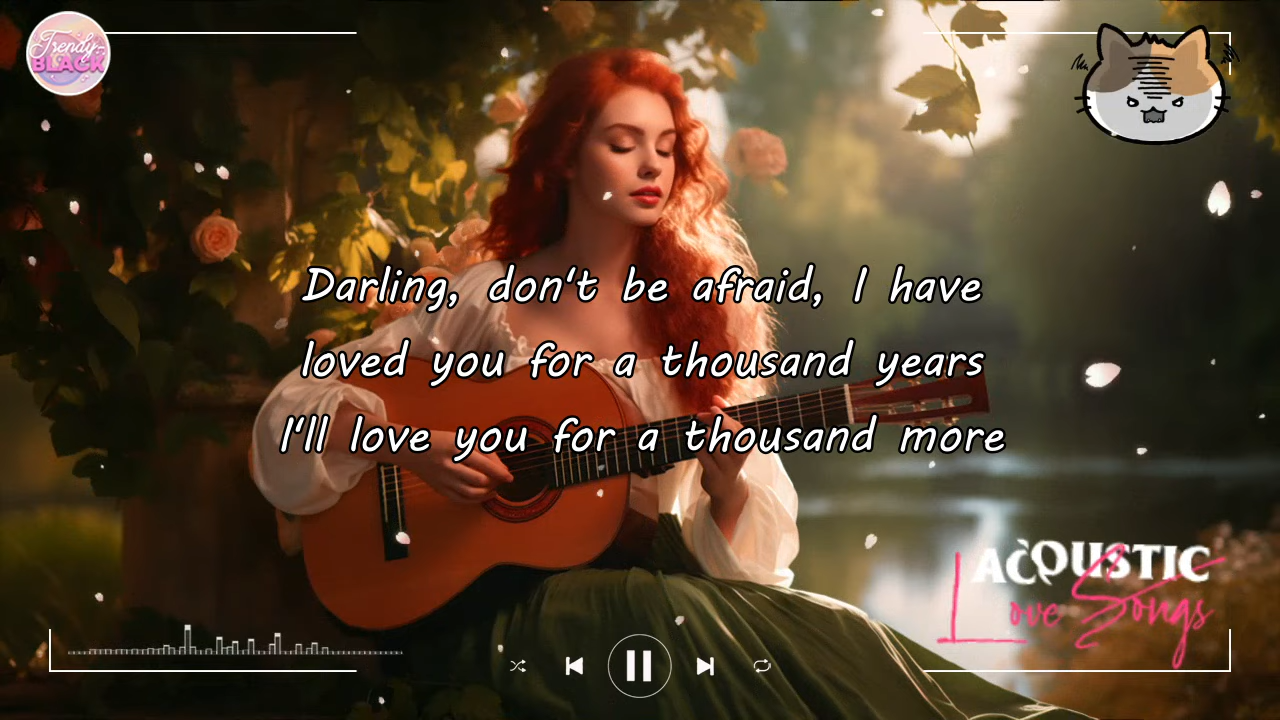 Trendy
BLACK
Darling, don't be afraid, I have
loved you for a thousand years
I'll love you for a thousand more
ACOUSTIC
Love Songs